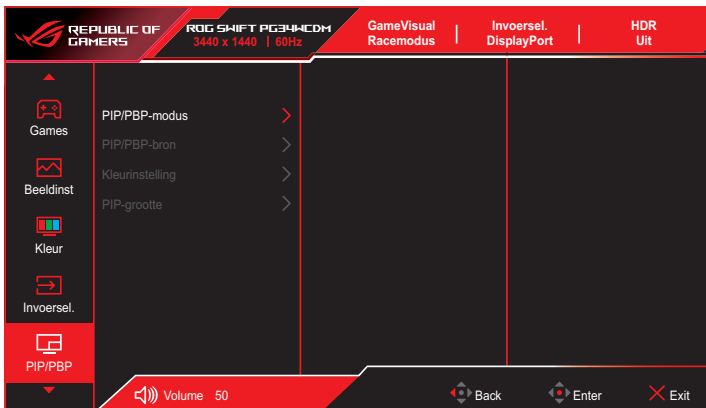 REPUBLIC OF
GAMERS
ROG SWIFT PG34WCDM
3440 x 1440 | 60Hz
GameVisual
Racemodus
Invoersel.
DisplayPort
HDR
Uit
Games
Beeldinst
Kleur
Invoersel.
PIP/PBP
PIP/PBP-modus
PIP/PBP-bron
Kleurinstelling
PIP-grootte
Volume 50
Back
Enter
Exit